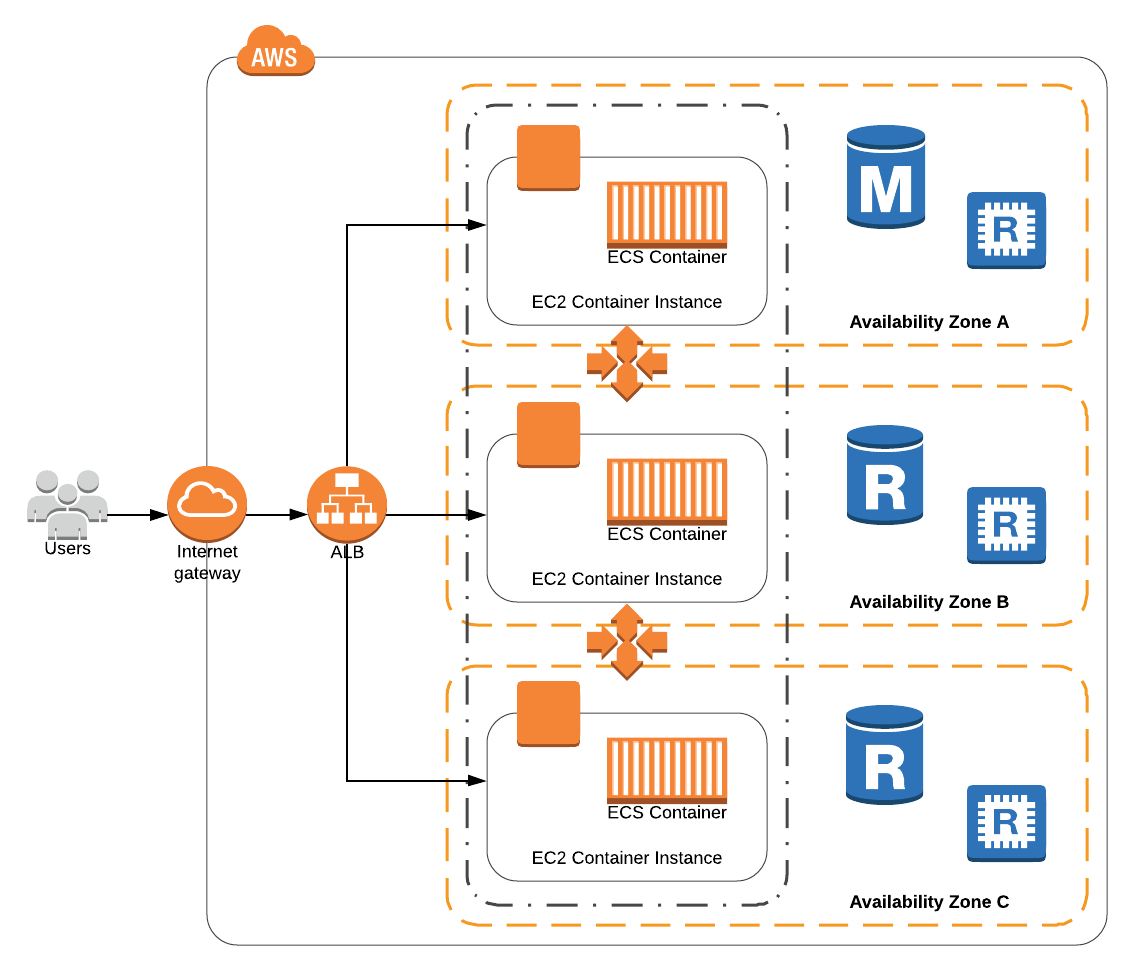 AWS
M
R
ECS Container
EC2 Container Instance
Availability Zone A
R
R
ECS Container
EC2 Container Instance
Availability Zone B
Users
Internet
gateway
ALB
R
R
ECS Container
EC2 Container Instance
Availability Zone C